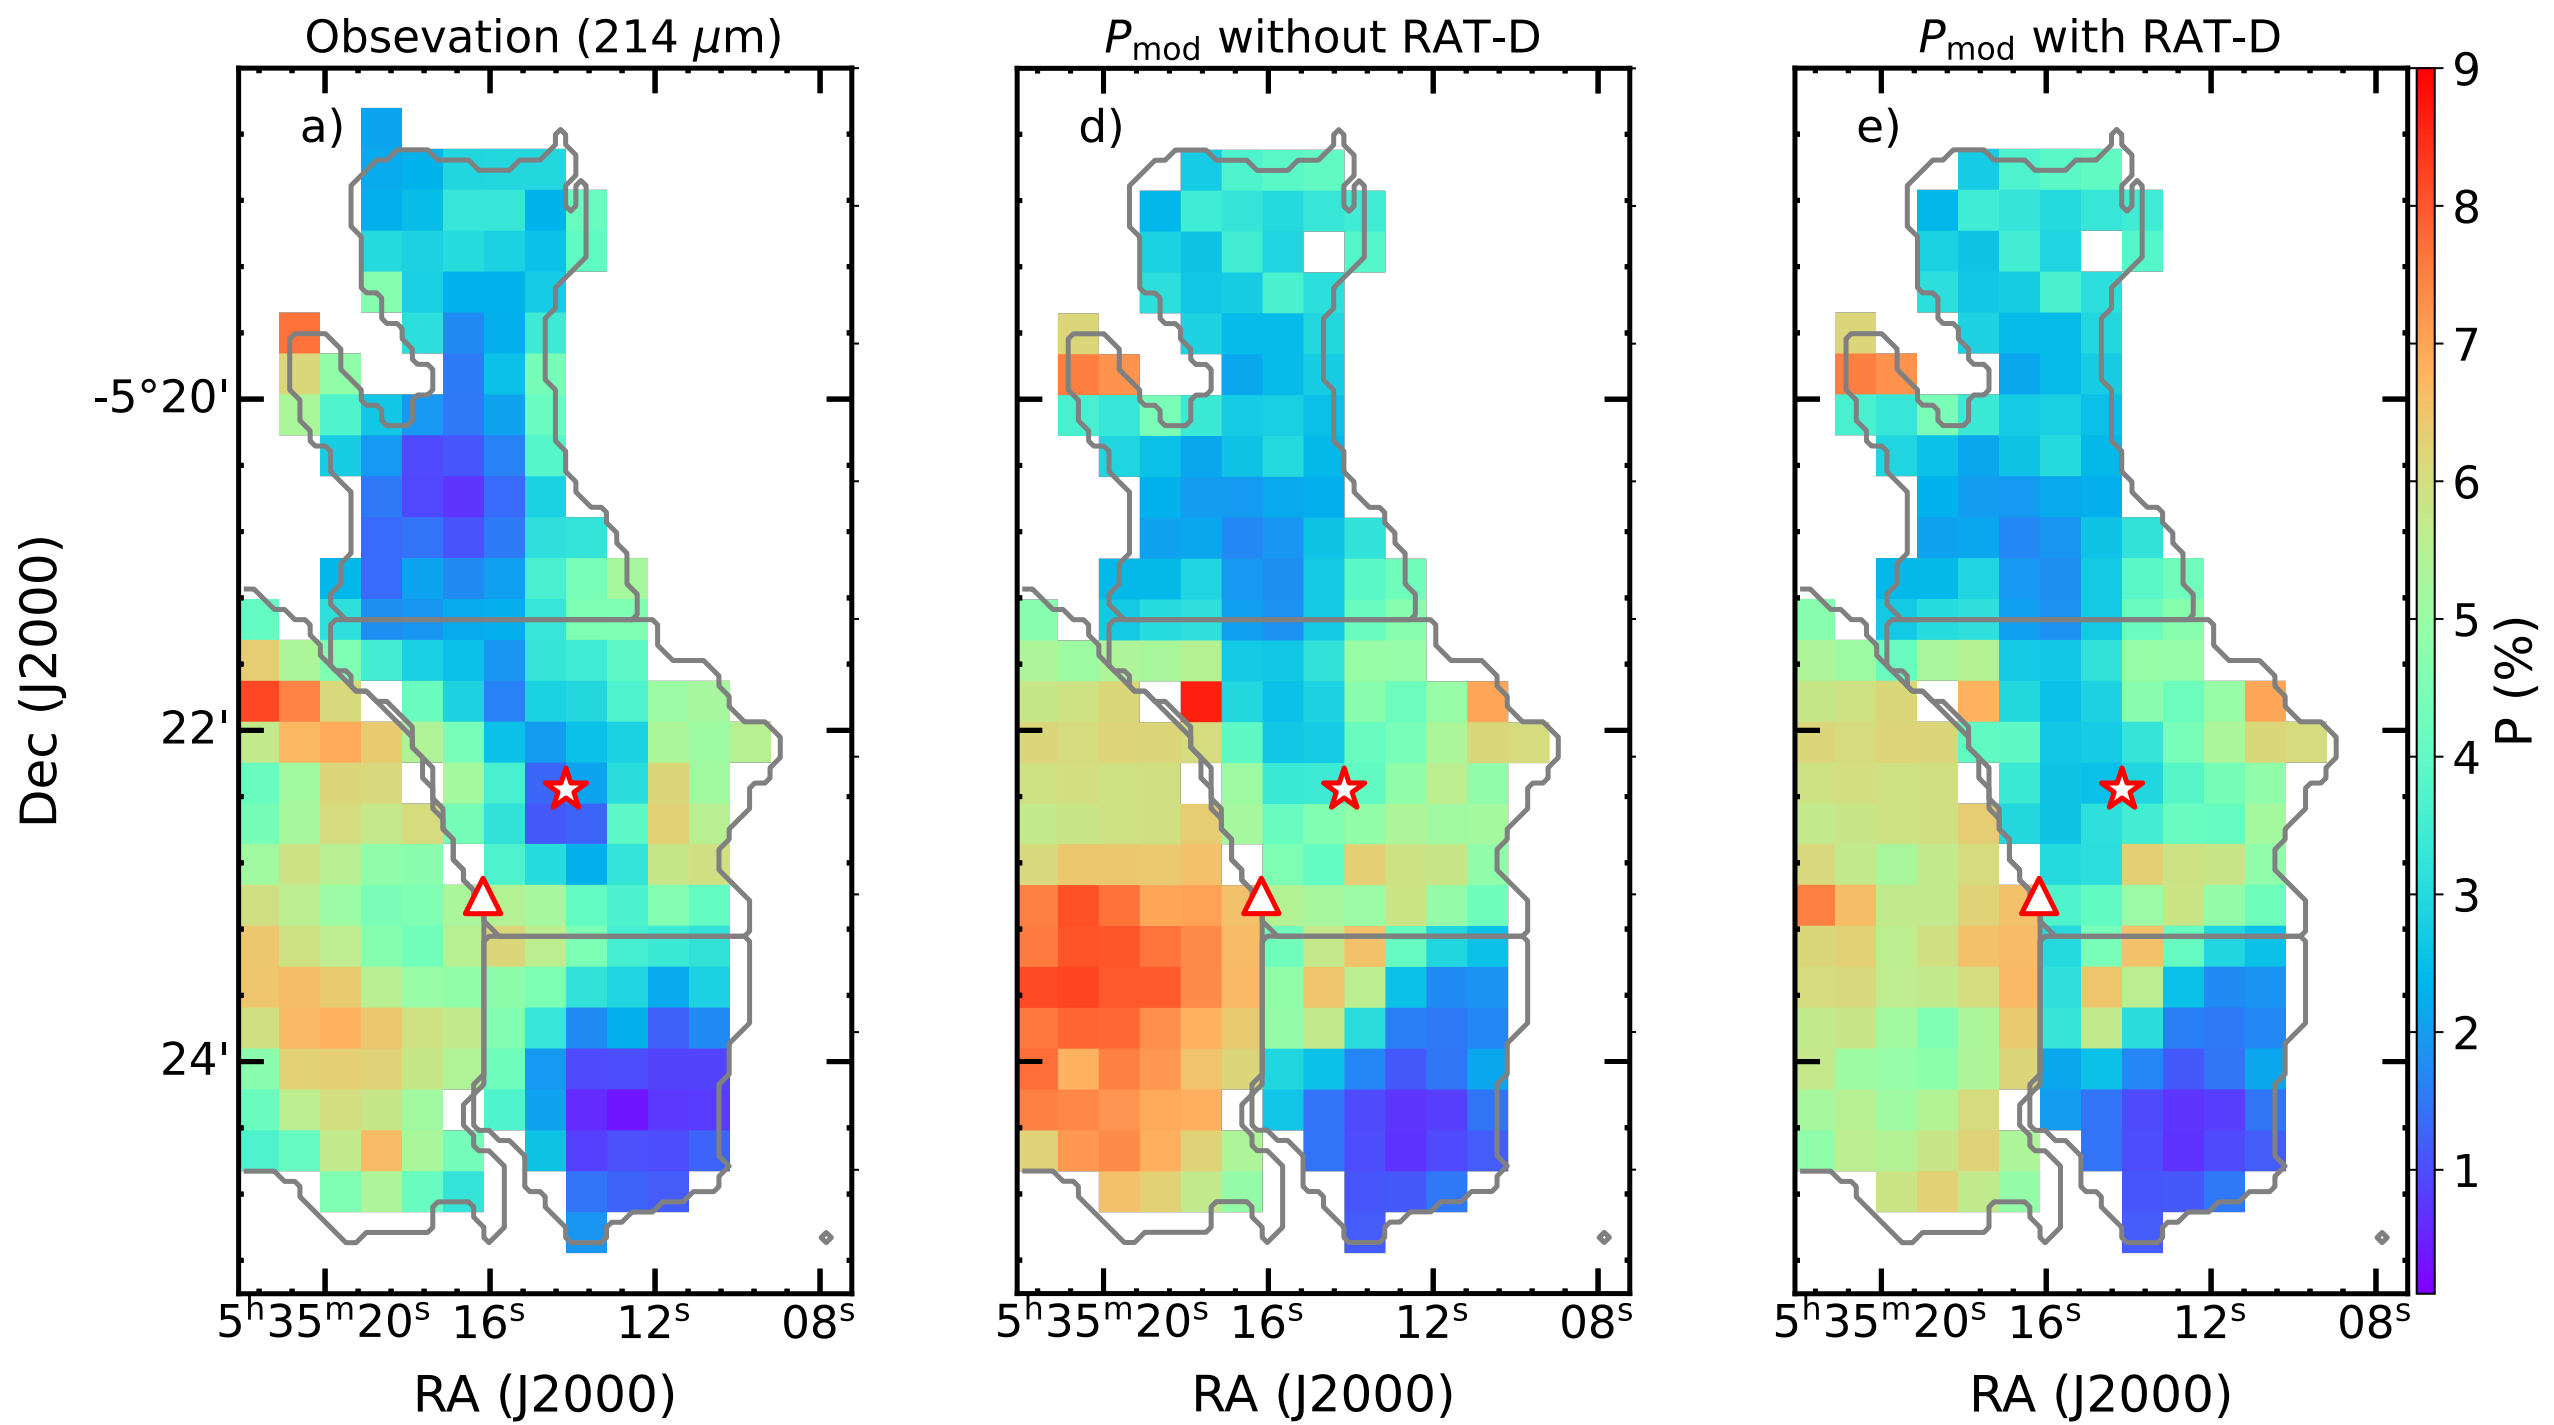 Obsevation (214 μm)
P_mod without RAT-D
P_mod with RAT-D
a)
d)
e)
-5°20'
22'
24'
Dec (J2000)
5ʰ35ᵐ20ˢ 16ˢ 12ˢ 08ˢ
5ʰ35ᵐ20ˢ 16ˢ 12ˢ 08ˢ
5ʰ35ᵐ20ˢ 16ˢ 12ˢ 08ˢ
RA (J2000)
RA (J2000)
RA (J2000)
9
8
7
6
5
4
3
2
1
P (%)